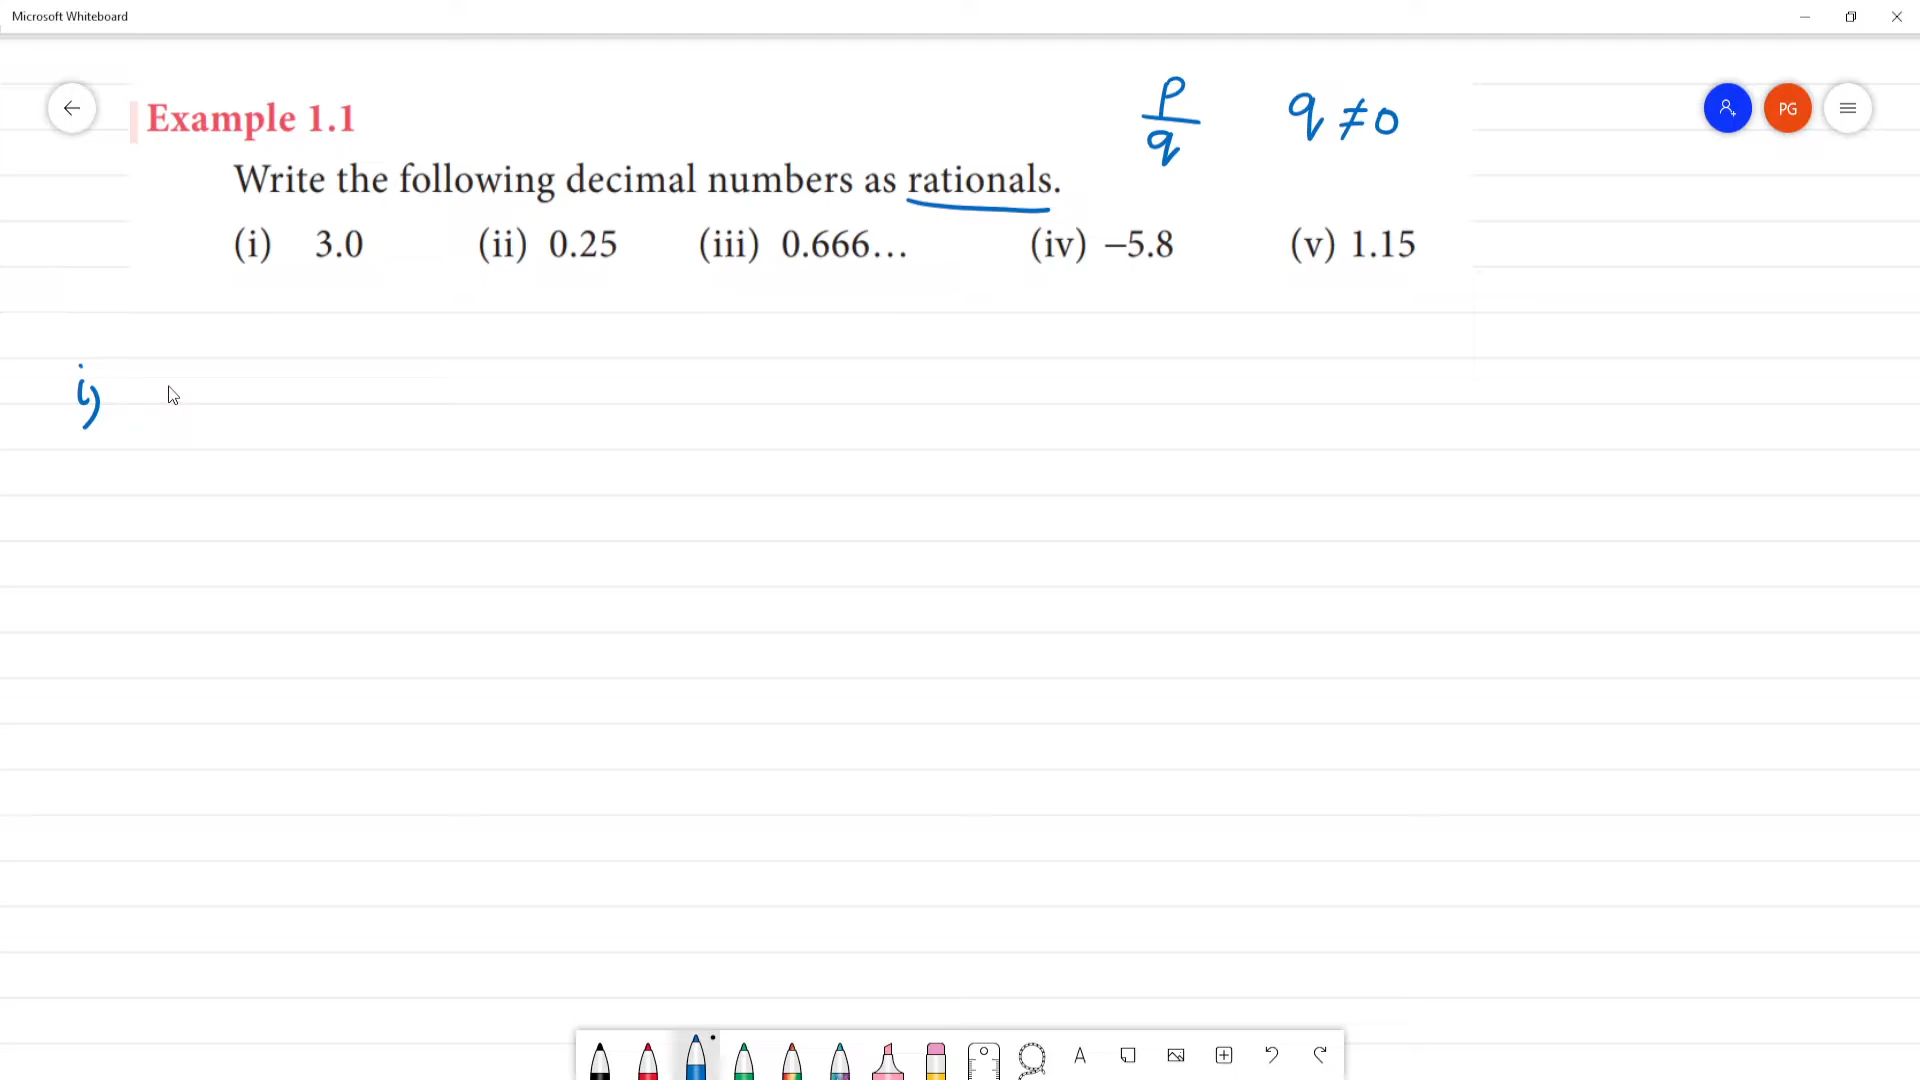 Microsoft Whiteboard
Example 1.1
p/q q ≠ 0
PG
Write the following decimal numbers as rationals.
(i) 3.0 (ii) 0.25 (iii) 0.666… (iv) –5.8 (v) 1.15
i)
A